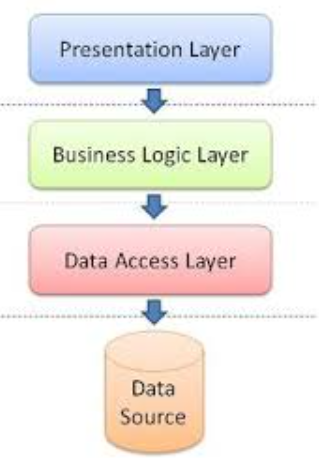 Presentation Layer
Business Logic Layer
Data Access Layer
Data
Source